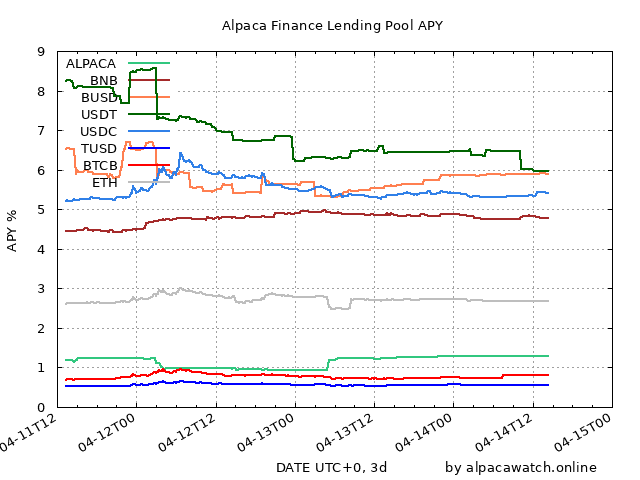 Alpaca Finance Lending Pool APY
9
8
7
6
5
4
3
2
1
0
APY %
ALPACA
BNB
BUSD
USDT
USDC
TUSD
BTCB
ETH
04-11T12
04-12T00
04-12T12
04-13T00
04-13T12
04-14T00
04-14T12
04-15T00
DATE UTC+0, 3d
by alpacawatch.online